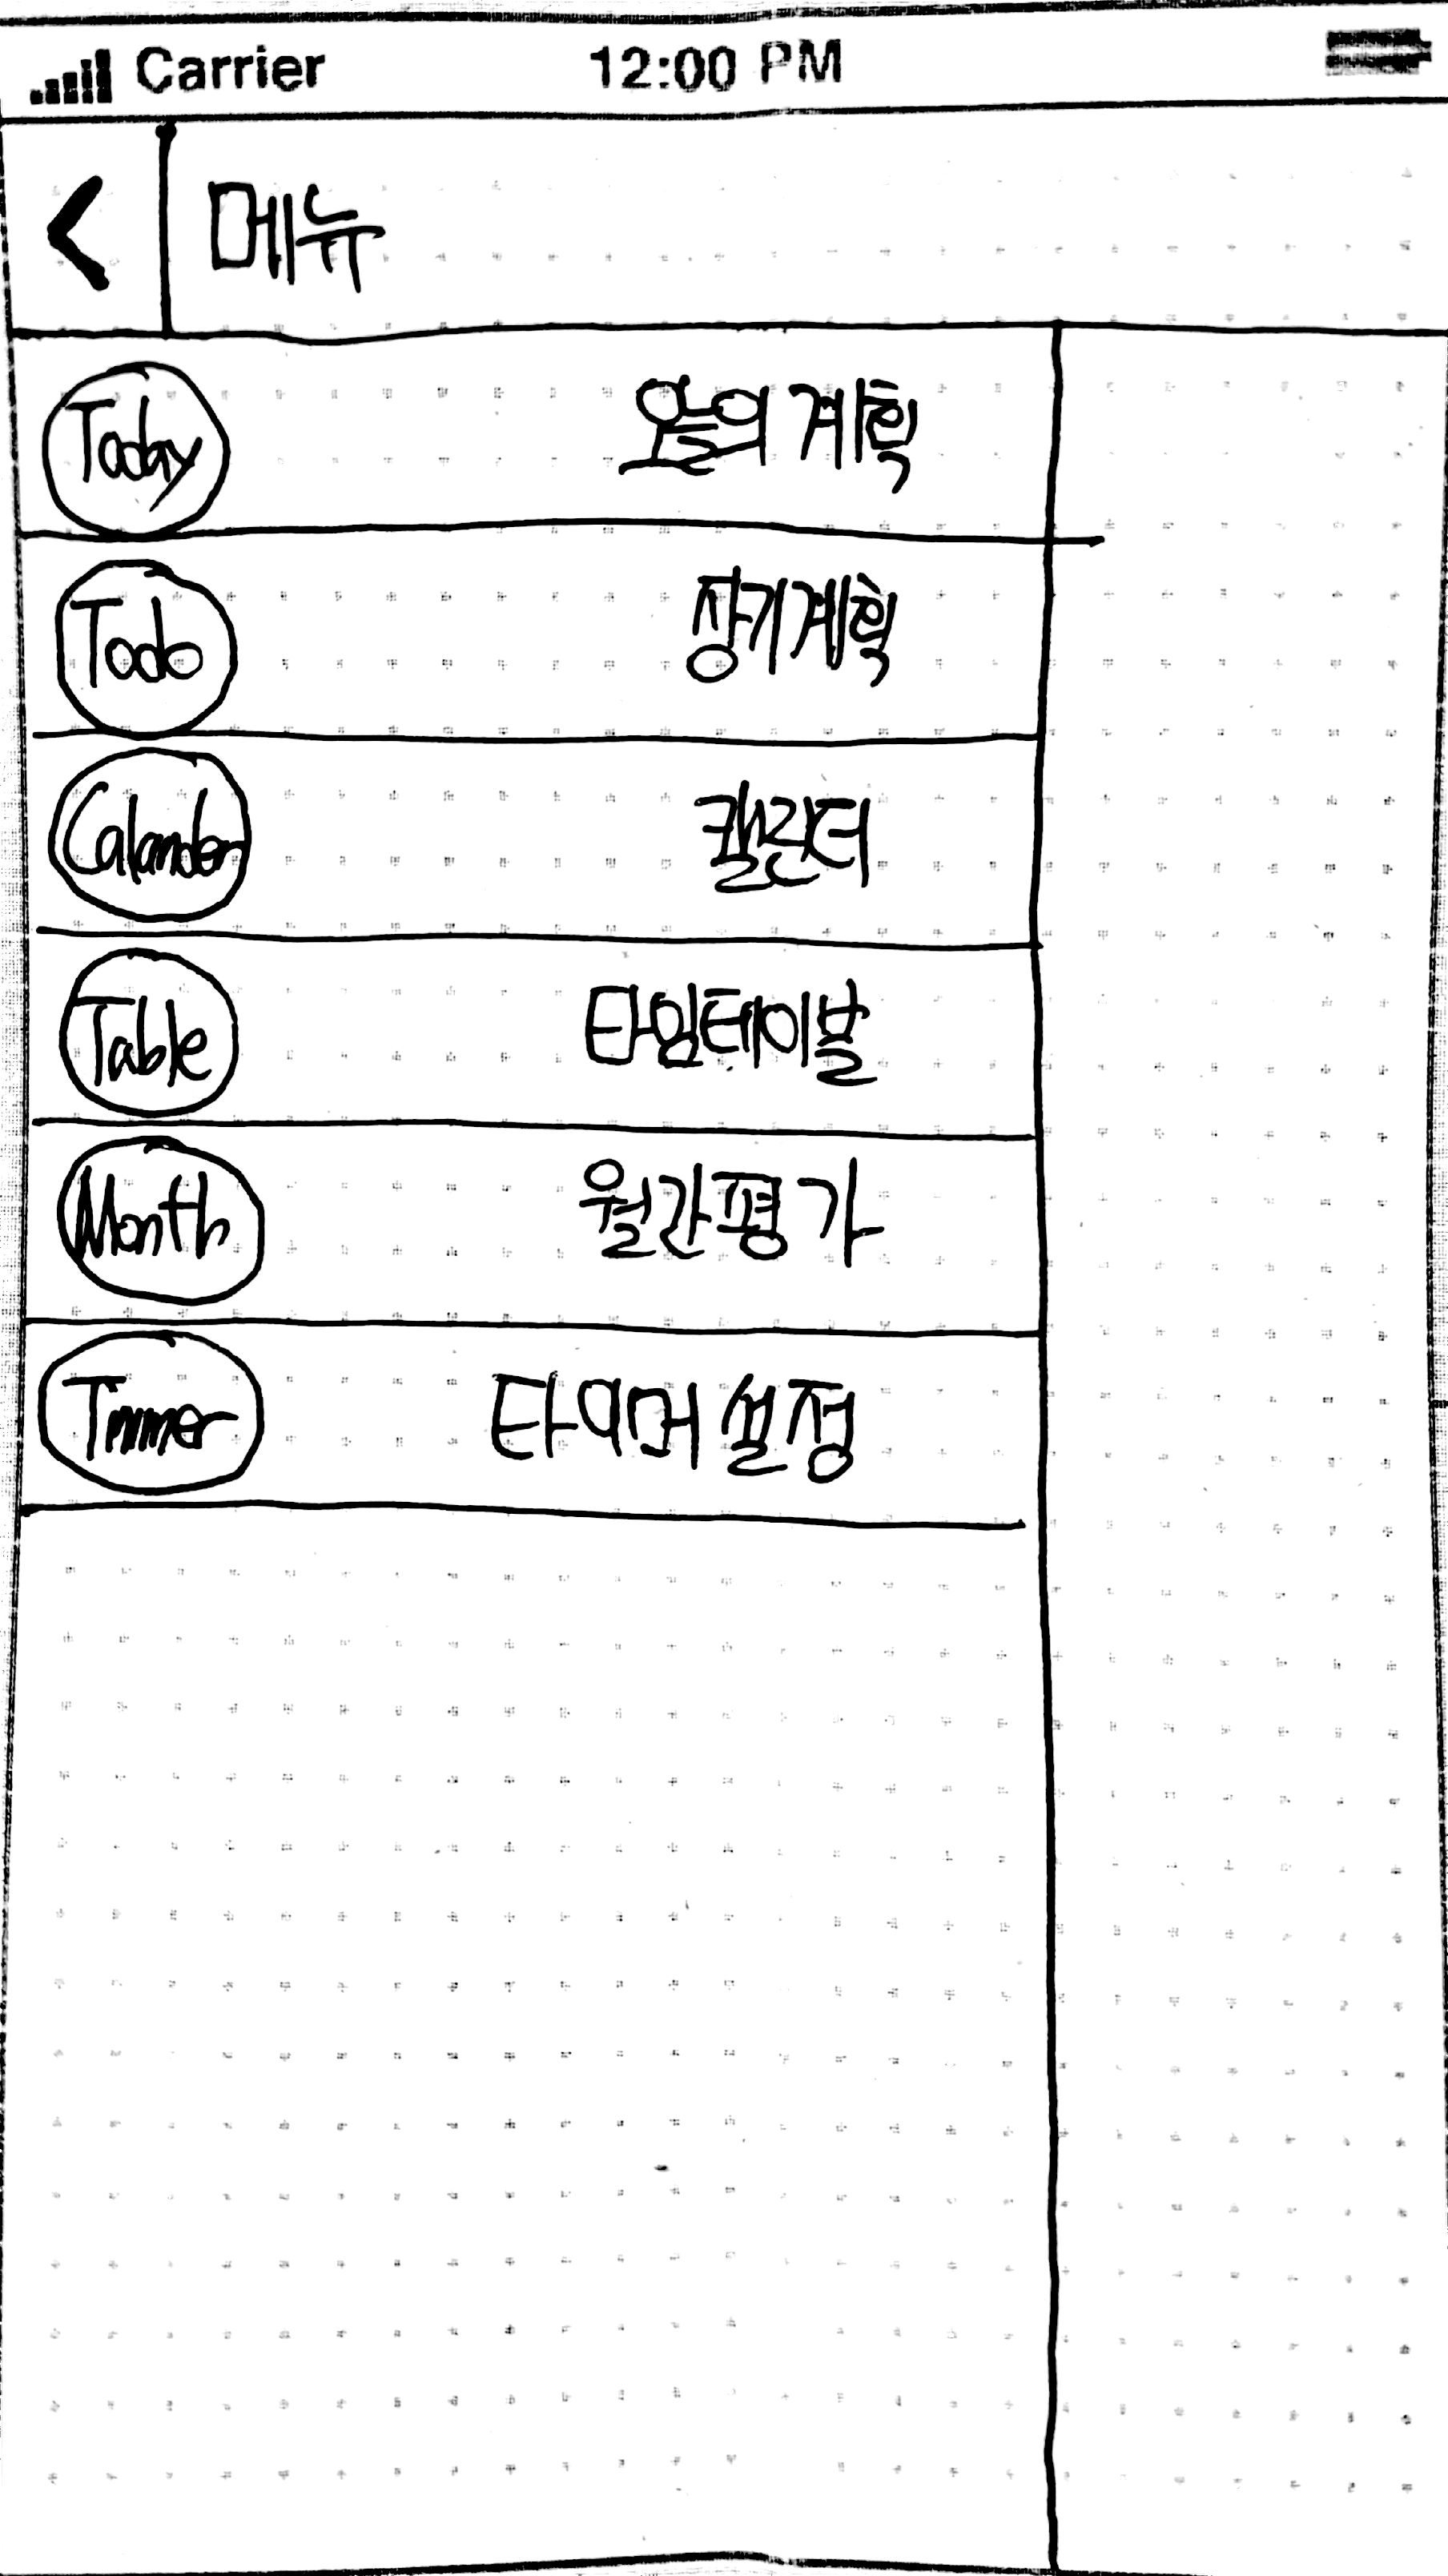 Carrier 12:00 PM
< 메뉴
Today 오늘의 계획
Todo 장기계획
Calander 캘린더
Table 타임테이블
Month 월간평가
Timmer 타이머 설정